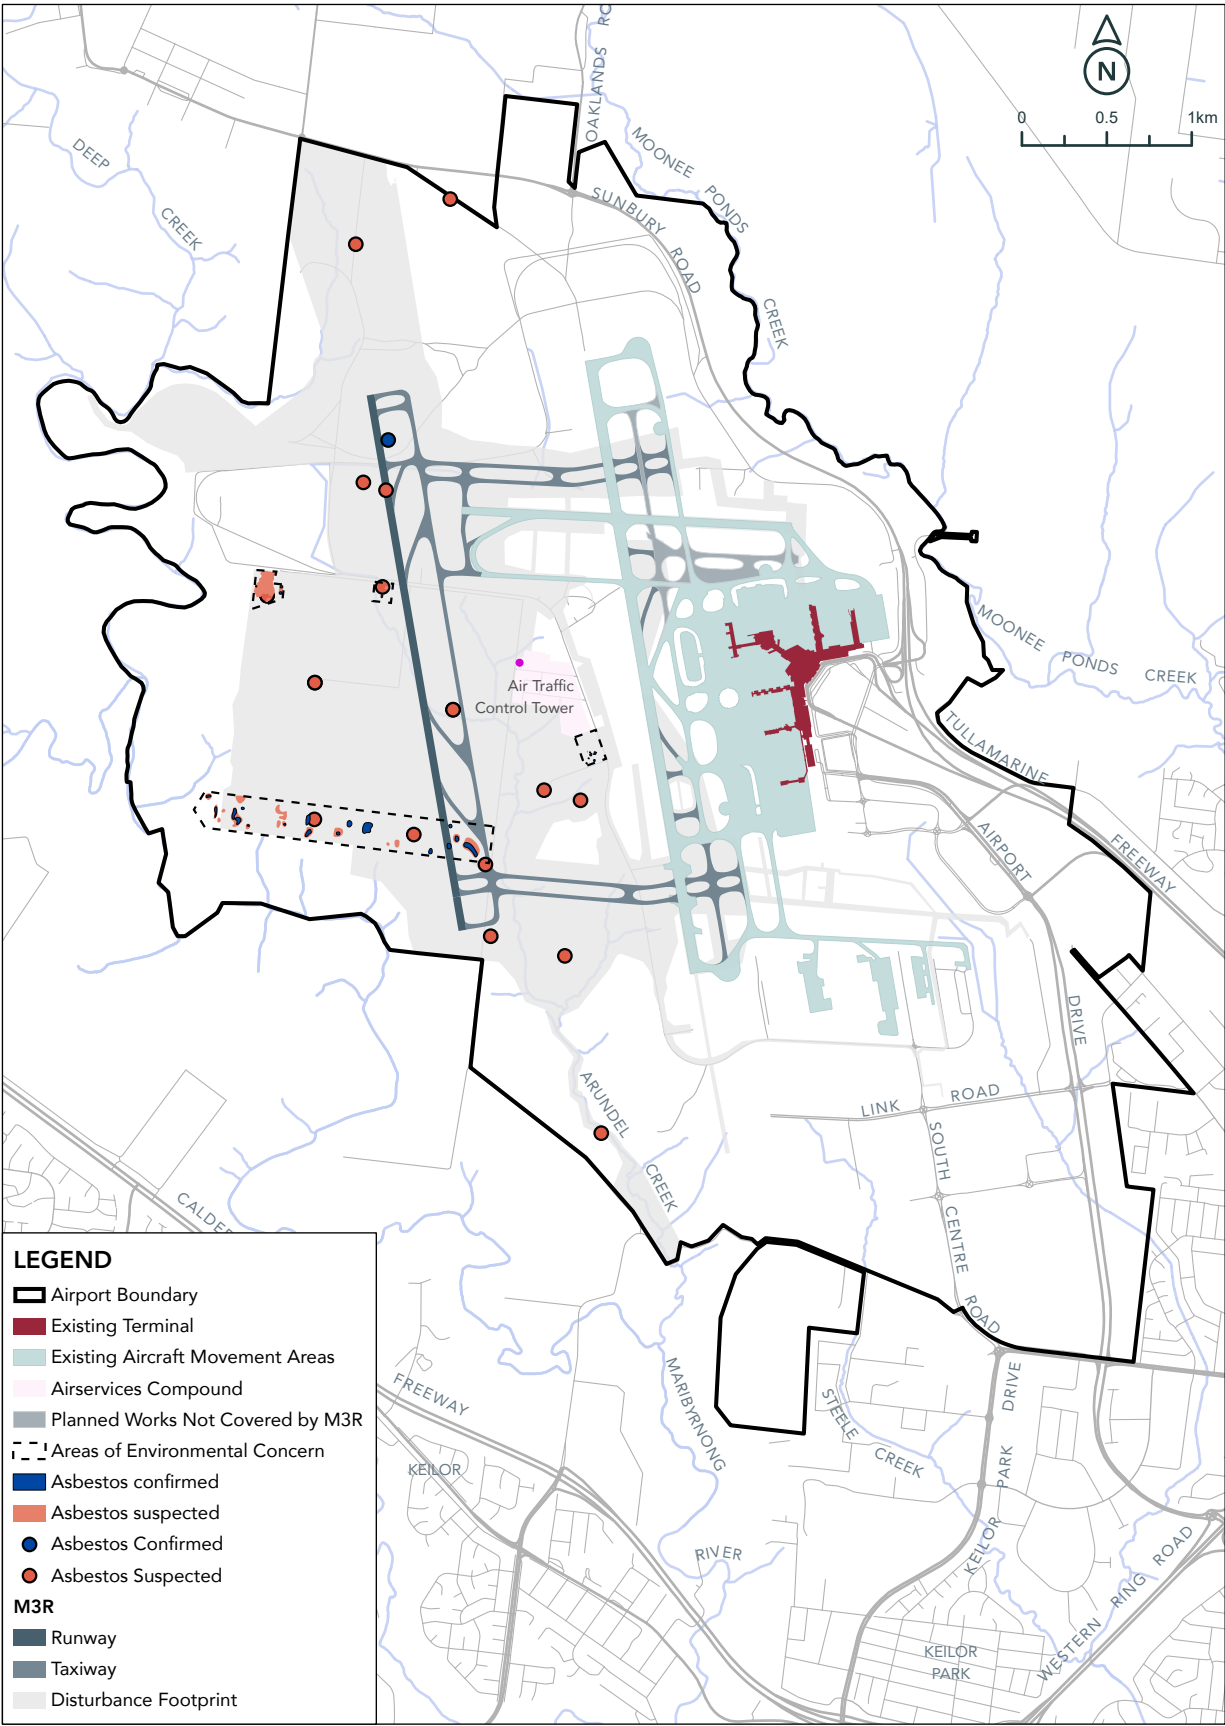 OAKLANDS RO
N
0 0.5 1km
DEEP
CREEK
MOONEE
PONDS
CREEK
SUNBURY
ROAD
MOONEE PONDS CREEK
Air Traffic
Control Tower
TULLAMARINE
FREEWAY
AIRPORT
DRIVE
ARUNDEL
CREEK
LINK ROAD
SOUTH
CENTRE
ROAD
CALDE
FREEWAY
KEILOR
MARIBYRNONG
RIVER
STEELE
CREEK
DRIVE
PARK
KEILOR
KEILOR
PARK
WESTERN RING ROAD
LEGEND
Airport Boundary
Existing Terminal
Existing Aircraft Movement Areas
Airservices Compound
Planned Works Not Covered by M3R
Areas of Environmental Concern
Asbestos confirmed
Asbestos suspected
Asbestos Confirmed
Asbestos Suspected
M3R
Runway
Taxiway
Disturbance Footprint